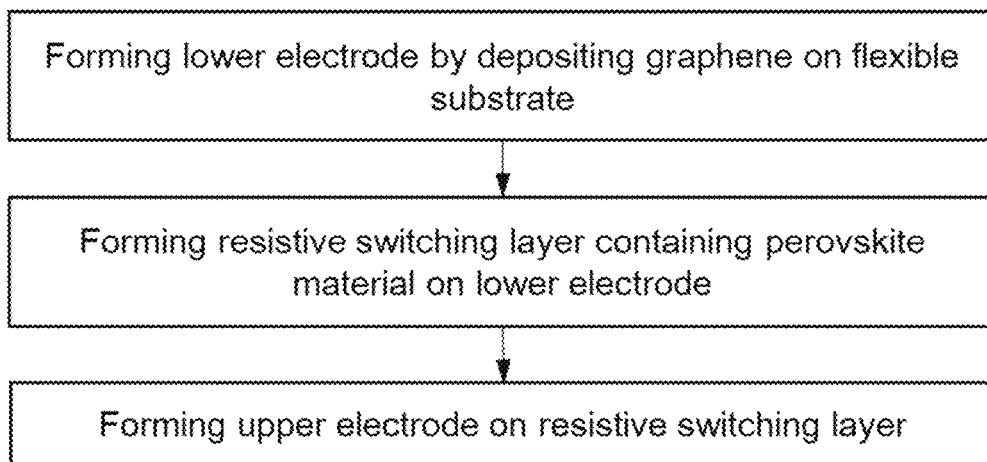 Forming lower electrode by depositing graphene on flexible
substrate
Forming resistive switching layer containing perovskite
material on lower electrode
Forming upper electrode on resistive switching layer